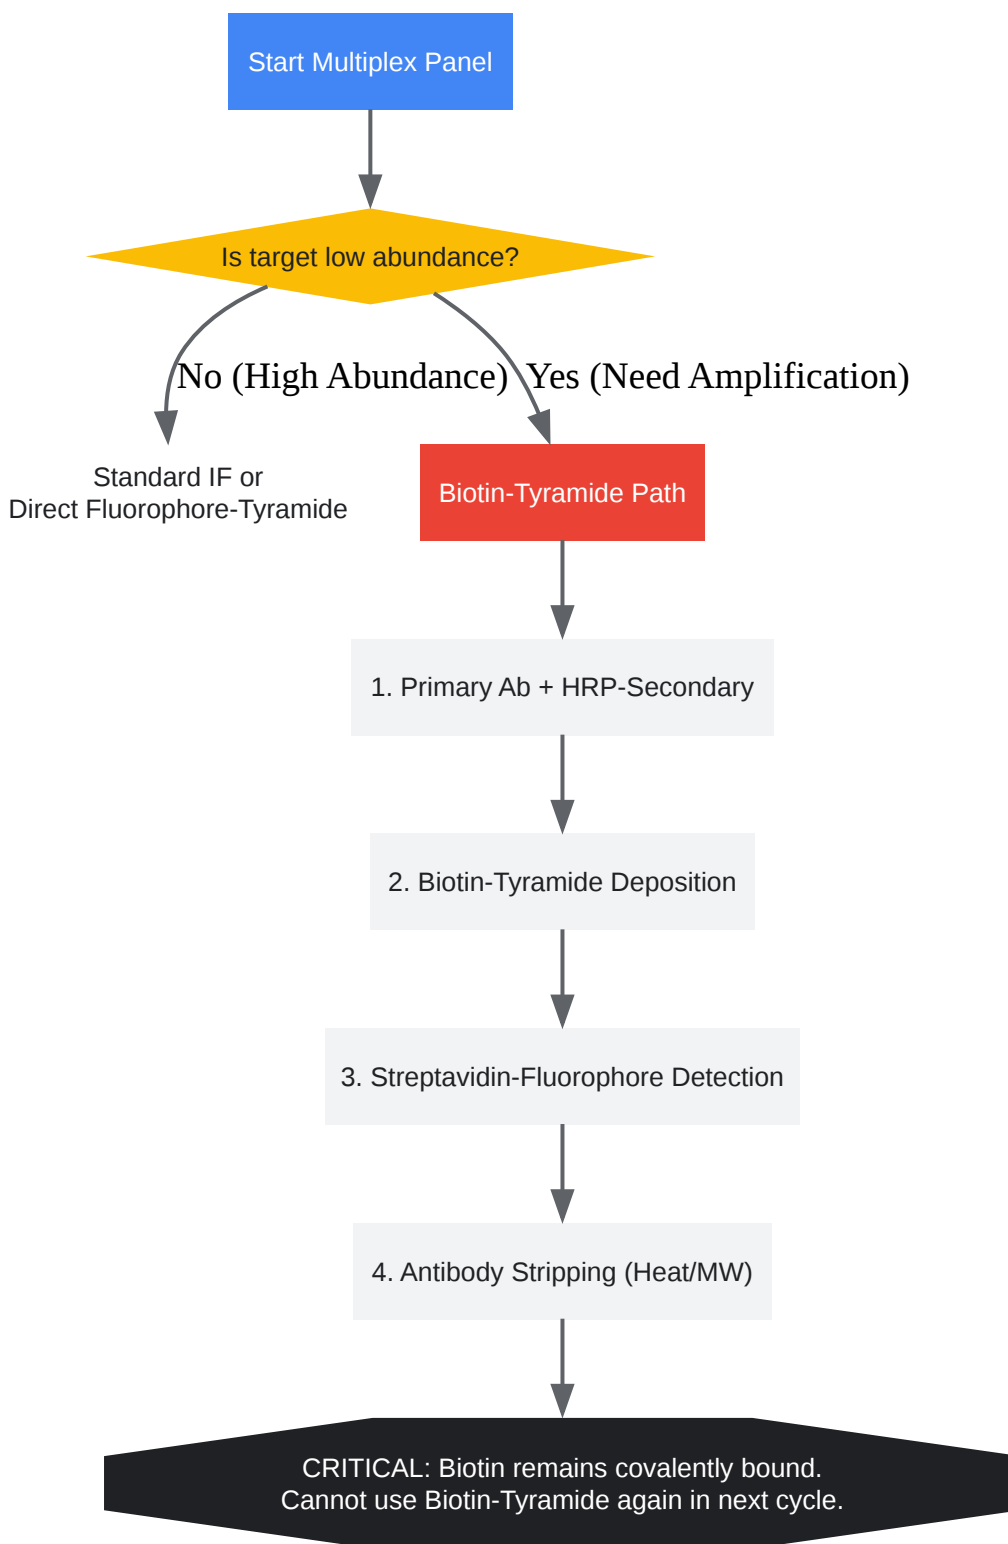 Start Multiplex Panel
Is target low abundance?
No (High Abundance)
Yes (Need Amplification)
Standard IF or
Direct Fluorophore-Tyramide
Biotin-Tyramide Path
1. Primary Ab + HRP-Secondary
2. Biotin-Tyramide Deposition
3. Streptavidin-Fluorophore Detection
4. Antibody Stripping (Heat/MW)
CRITICAL: Biotin remains covalently bound.
Cannot use Biotin-Tyramide again in next cycle.